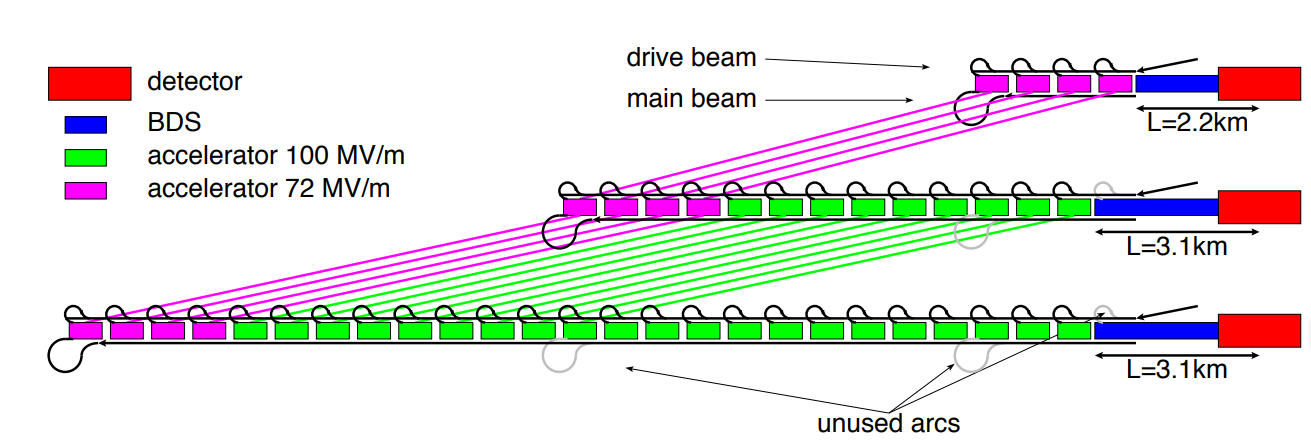 drive beam
main beam
detector
BDS
accelerator 100 MV/m
accelerator 72 MV/m
L=2.2km
L=3.1km
L=3.1km
unused arcs